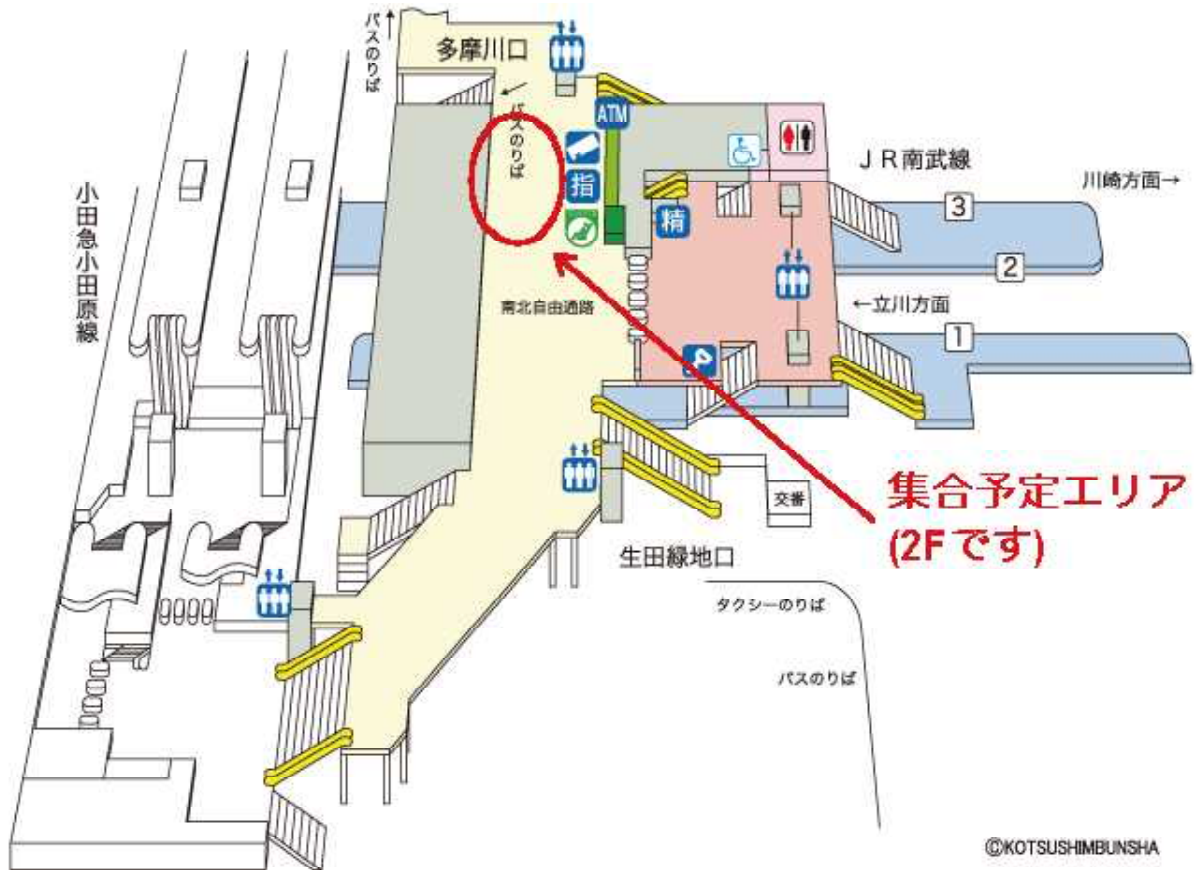 バスのりば
多摩川口
バスのりば
ATM
指
精
JR南武線
川崎方面→
3
2
←立川方面
1
小田急小田原線
南北自由通路
集合予定エリア
(2Fです)
交番
生田緑地口
タクシーのりば
バスのりば
©KOTSUSHIMBUNSHA